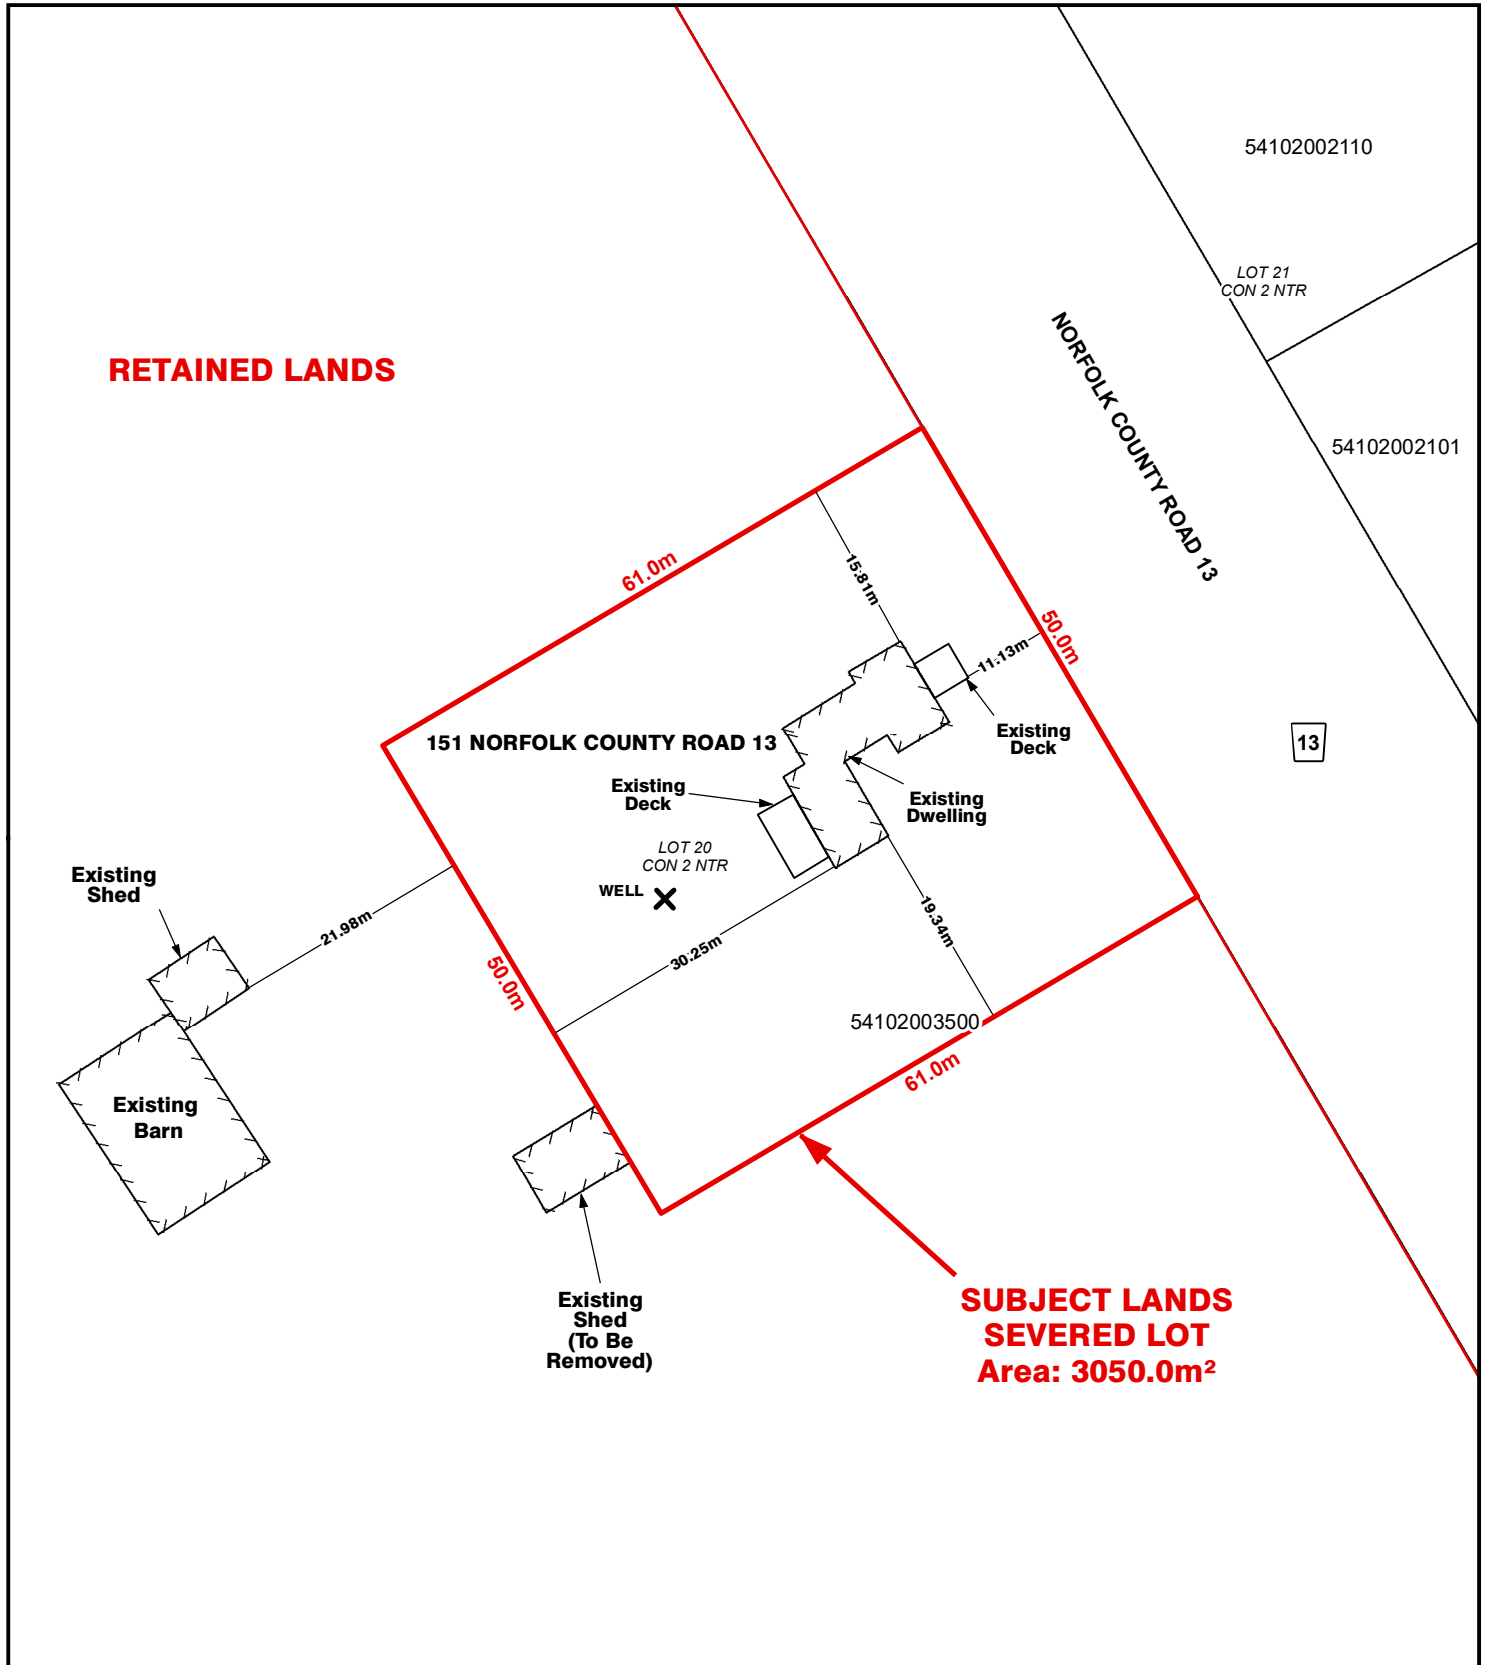 54102002110
LOT 21
CON 2 NTR
NORFOLK COUNTY ROAD 13
RETAINED LANDS
54102002101
61.0m
15.81m
50.0m
11.13m
151 NORFOLK COUNTY ROAD 13
Existing
Deck
13
Existing
Deck
Existing
Dwelling
LOT 20
CON 2 NTR
WELL
Existing
Shed
21.98m
30.25m
19.34m
50.0m
54102003500
61.0m
Existing
Barn
Existing
Shed
(To Be
Removed)
SUBJECT LANDS
SEVERED LOT
Area: 3050.0m²